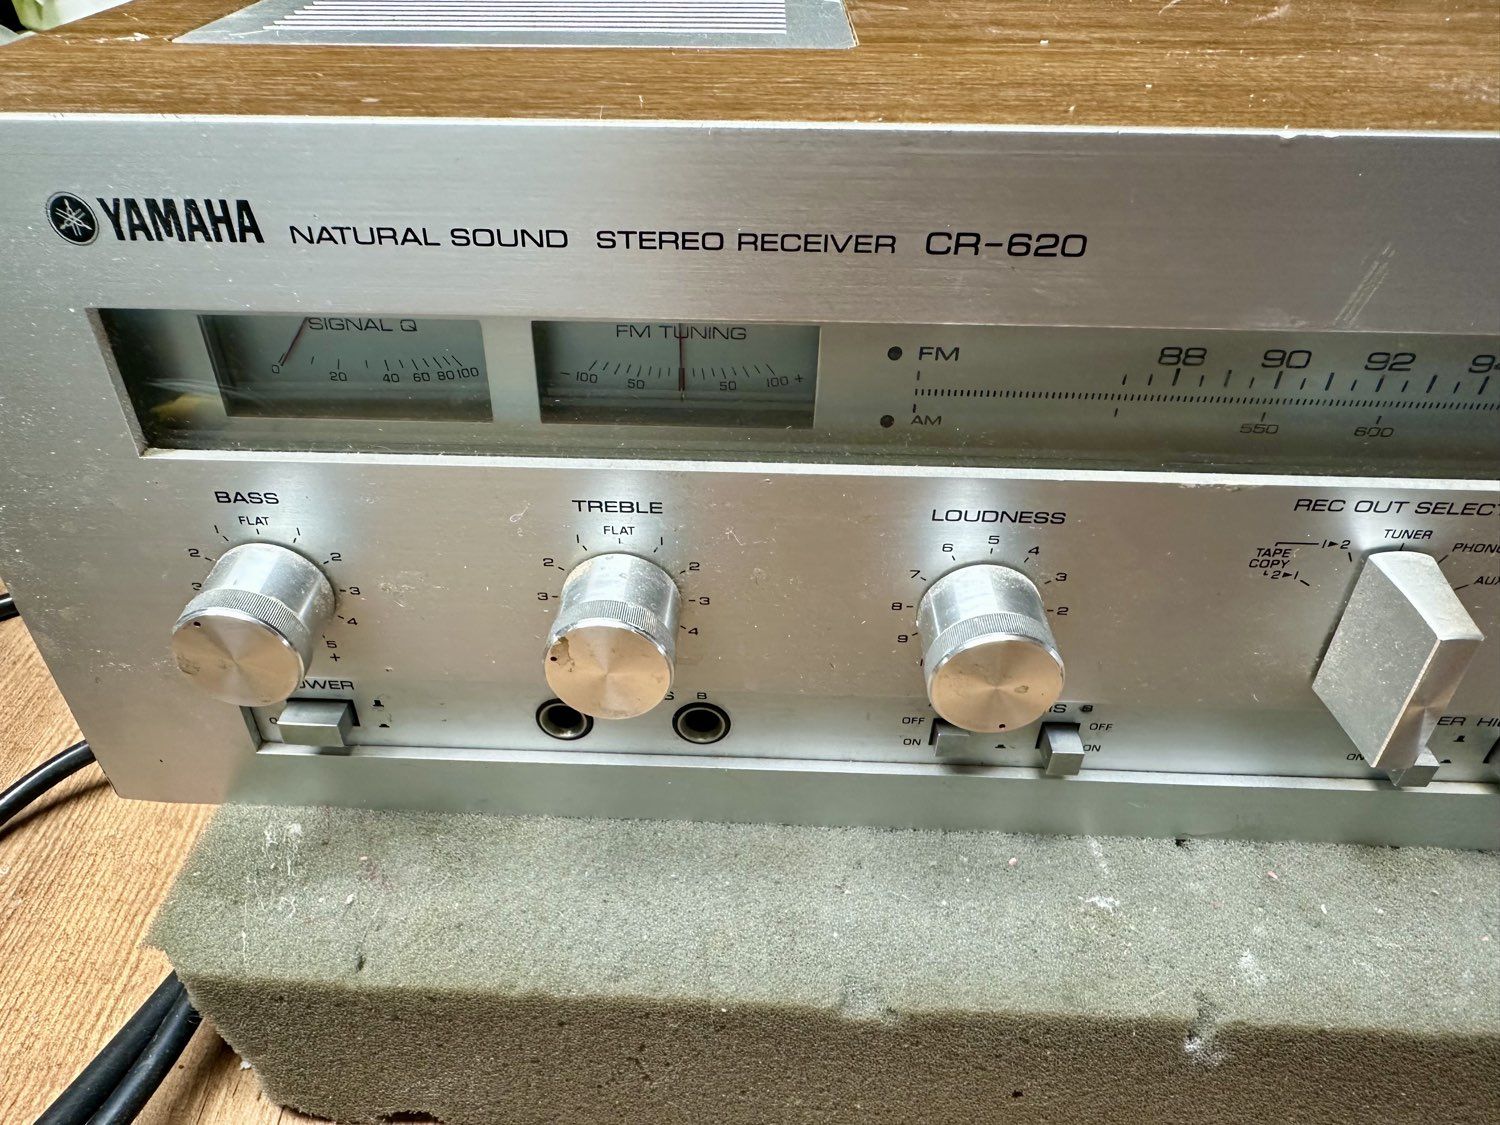 YAMAHA NATURAL SOUND STEREO RECEIVER CR-620
SIGNAL Q
0 20 40 60 80 100
FM TUNING
- 100 50 50 100 +
FM 88 90 92
AM 550 600
BASS
FLAT
2 2
3 3
4
5
+
TREBLE
FLAT
2 2
3 3
4
LOUDNESS
5
6 4
7 3
8 2
9
REC OUT
TUNER
PHONO
AUX
TAPE COPY
1▶2
2▶1
B
OFF
ON
B
OFF
ON